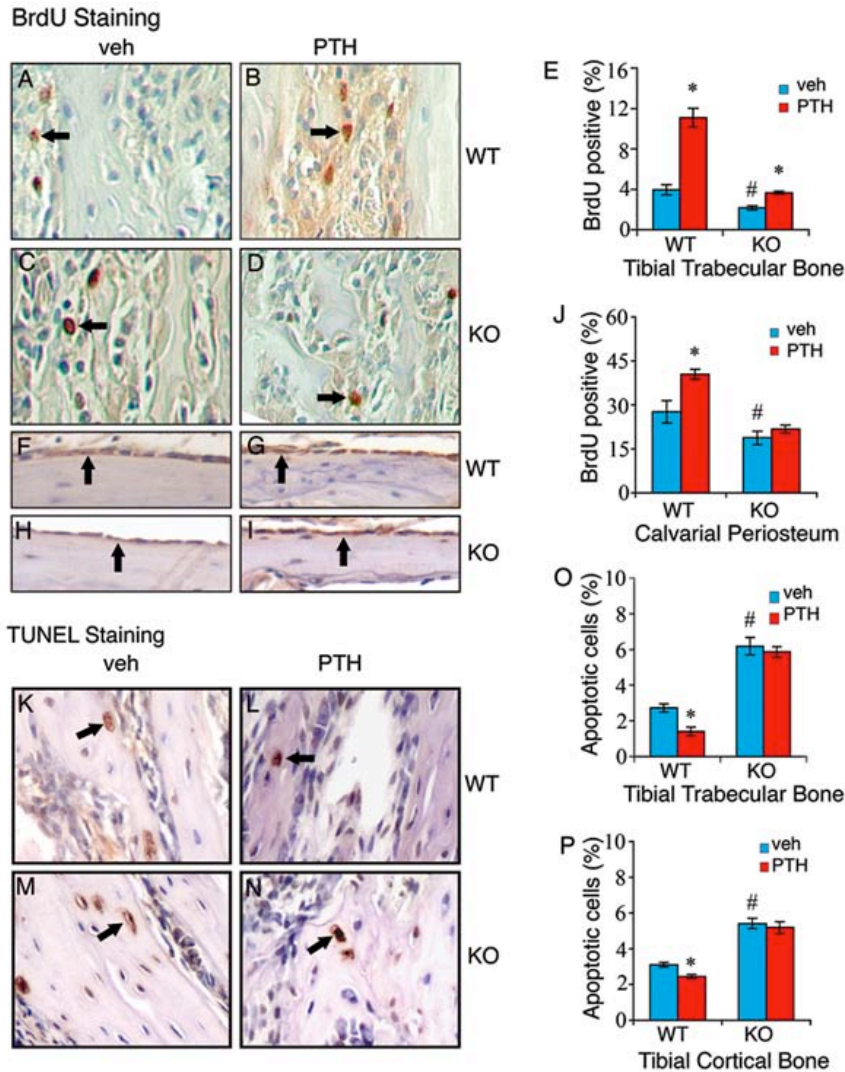 BrdU Staining
veh PTH
A B WT
C D KO
F G WT
H I KO
TUNEL Staining
veh PTH
K L WT
M N KO
E
BrdU positive (%)
16
12
8
4
0
veh
PTH
*
#
*
WT KO
Tibial Trabecular Bone
J
BrdU positive (%)
60
45
30
15
0
veh
PTH
*
#
WT KO
Calvarial Periosteum
O
Apoptotic cells (%)
10
8
6
4
2
0
veh
PTH
*
#
WT KO
Tibial Trabecular Bone
P
Apoptotic cells (%)
10
8
6
4
2
0
veh
PTH
*
#
WT KO
Tibial Cortical Bone